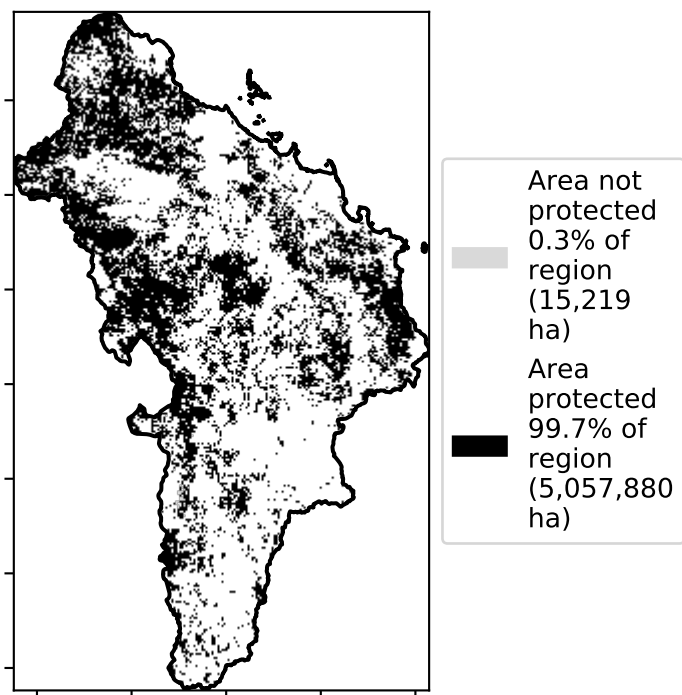 Area not
protected
0.3% of
region
(15,219
ha)
Area
protected
99.7% of
region
(5,057,880
ha)